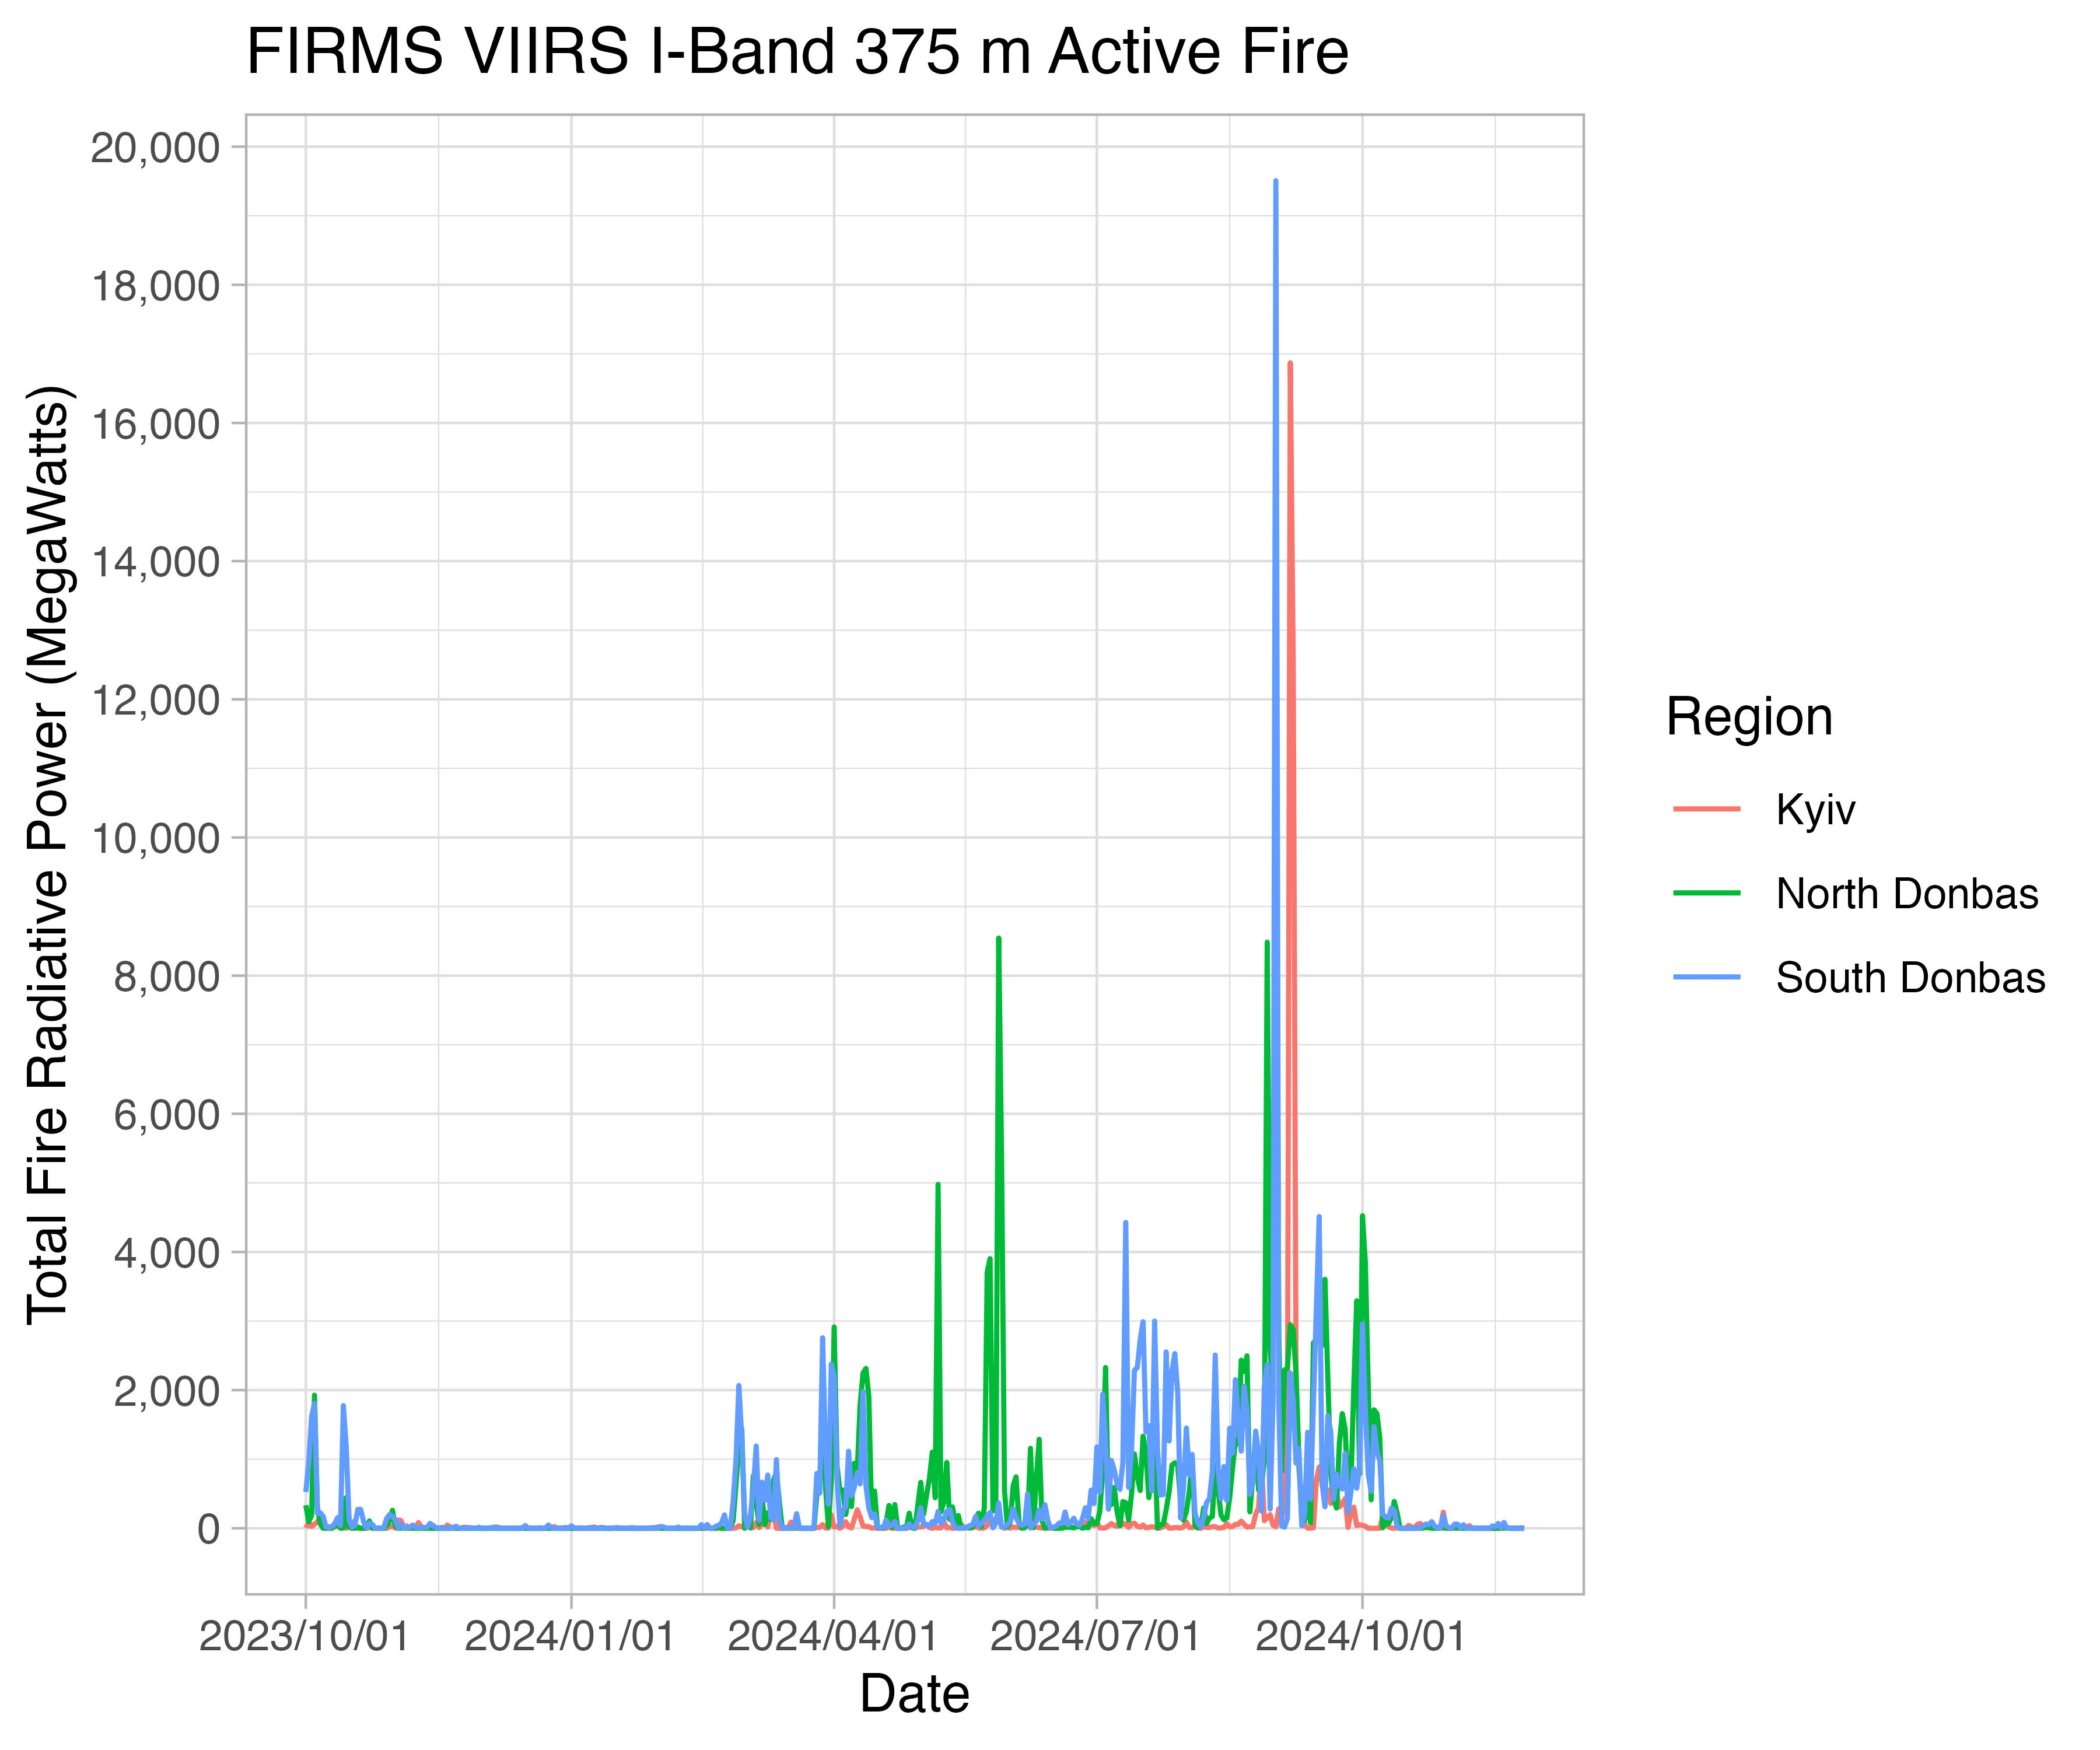 FIRMS VIIRS I-Band 375 m Active Fire
Total Fire Radiative Power (MegaWatts)
20,000
18,000
16,000
14,000
12,000
10,000
8,000
6,000
4,000
2,000
0
2023/10/01 2024/01/01 2024/04/01 2024/07/01 2024/10/01
Date
Region
Kyiv
North Donbas
South Donbas